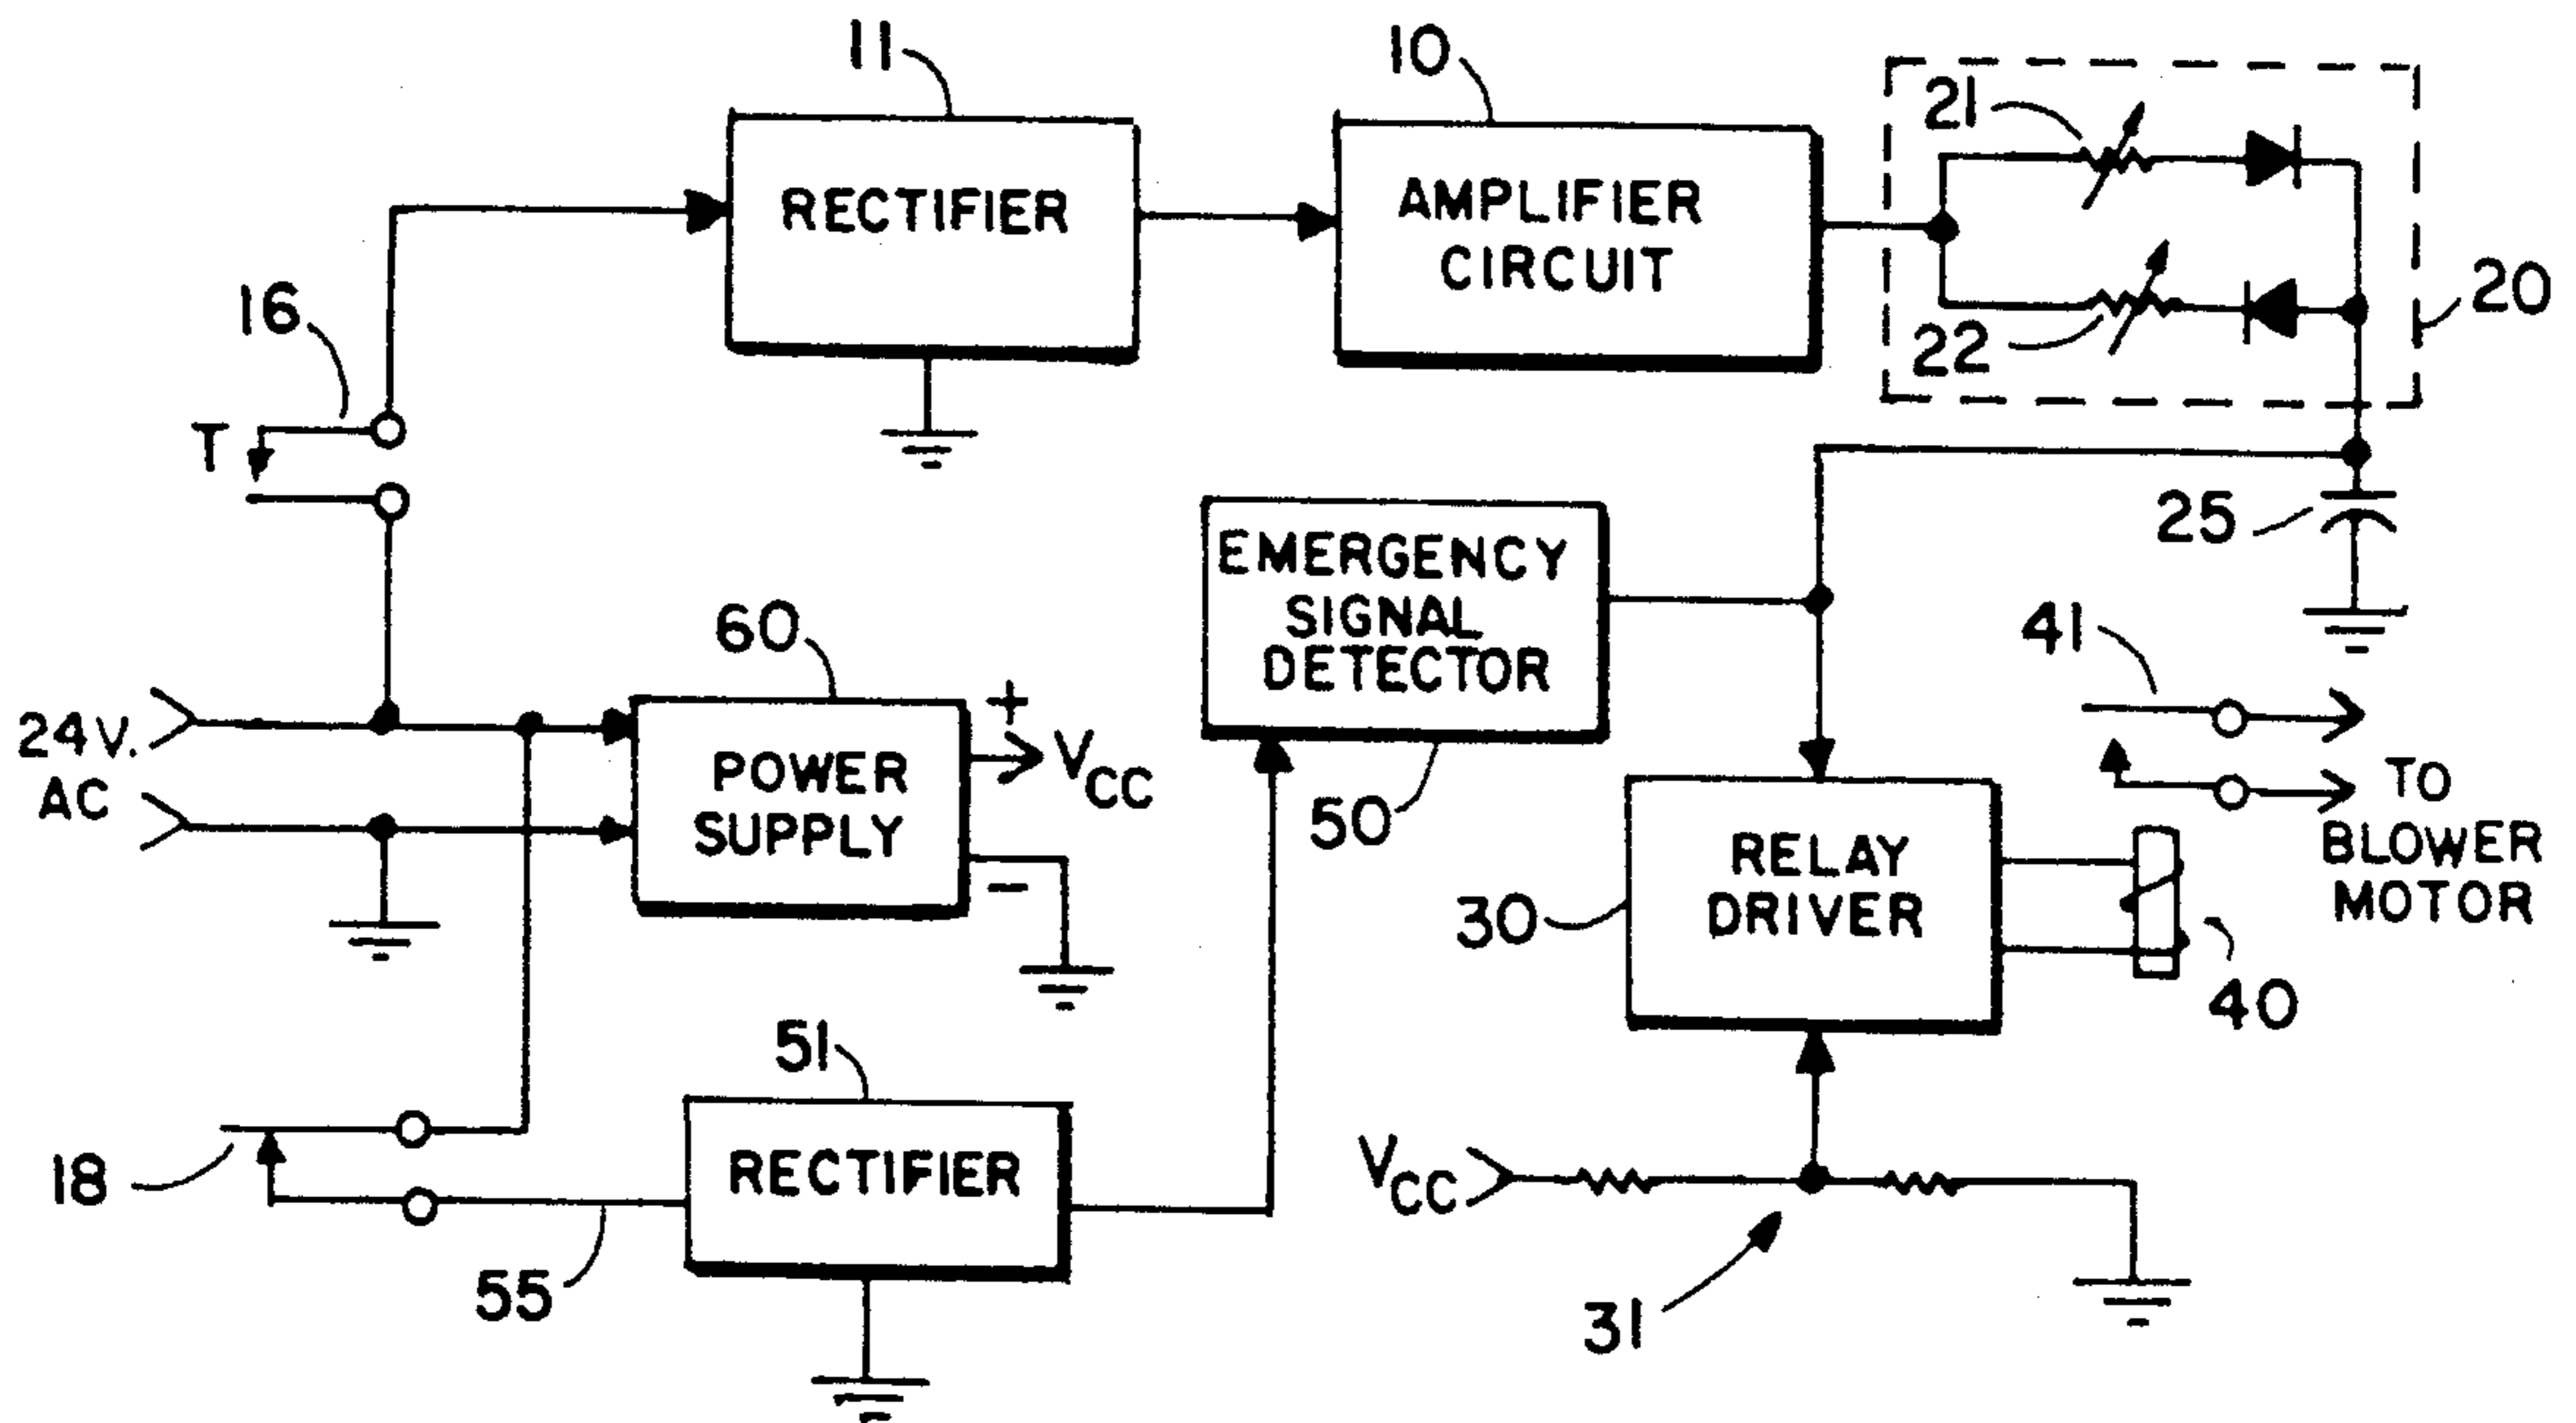 11
10
21
RECTIFIER
AMPLIFIER
CIRCUIT
16
22
20
T
25
EMERGENCY
SIGNAL
DETECTOR
60
41
24V.
AC
+
VCC
POWER
SUPPLY
−
50
TO
BLOWER
MOTOR
RELAY
DRIVER
30
40
51
RECTIFIER
18
VCC
55
31